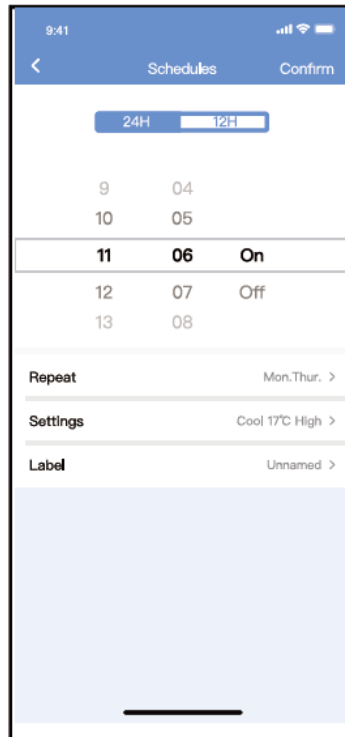 9:41
Schedules Confirm
24H 12H
9 04
10 05
11 06 On
12 07 Off
13 08
Repeat Mon.Thur. >
Settings Cool 17℃ High >
Label Unnamed >